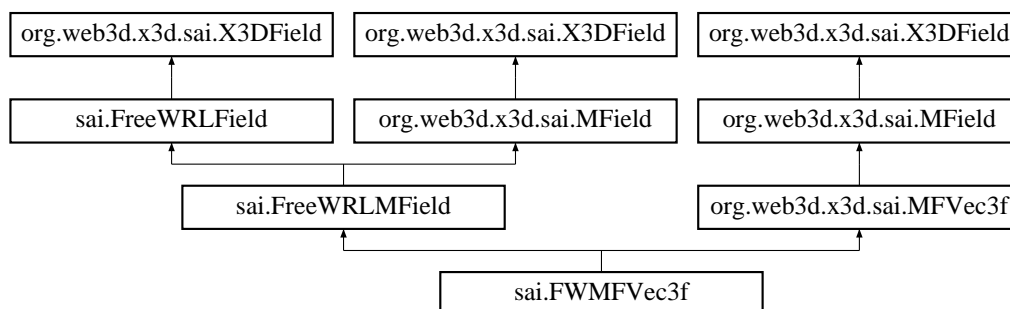 org.web3d.x3d.sai.X3DField org.web3d.x3d.sai.X3DField org.web3d.x3d.sai.X3DField
sai.FreeWRLField org.web3d.x3d.sai.MField org.web3d.x3d.sai.MField
sai.FreeWRLMField org.web3d.x3d.sai.MFVec3f
sai.FWMFVec3f